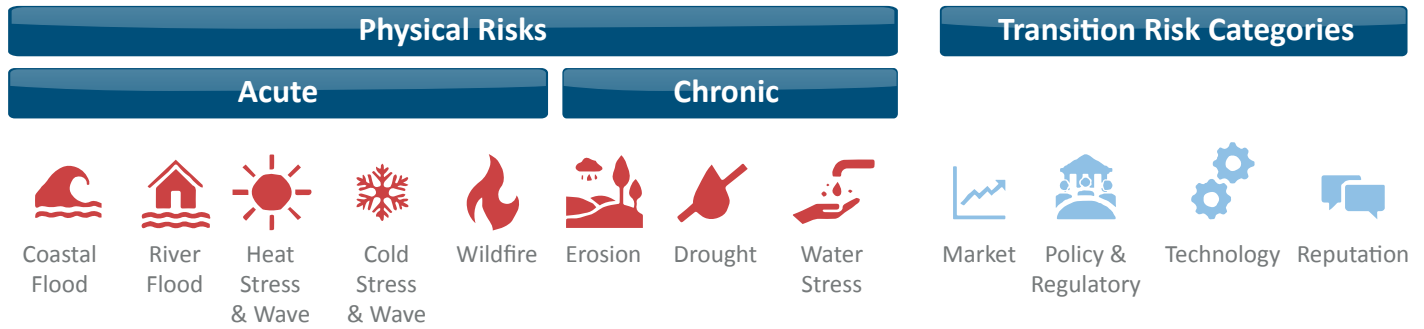 Physical Risks
Transition Risk Categories
Acute
Chronic
Coastal
Flood
River
Flood
Heat
Stress
& Wave
Cold
Stress
& Wave
Wildfire
Erosion
Drought
Water
Stress
Market
Policy &
Regulatory
Technology
Reputation